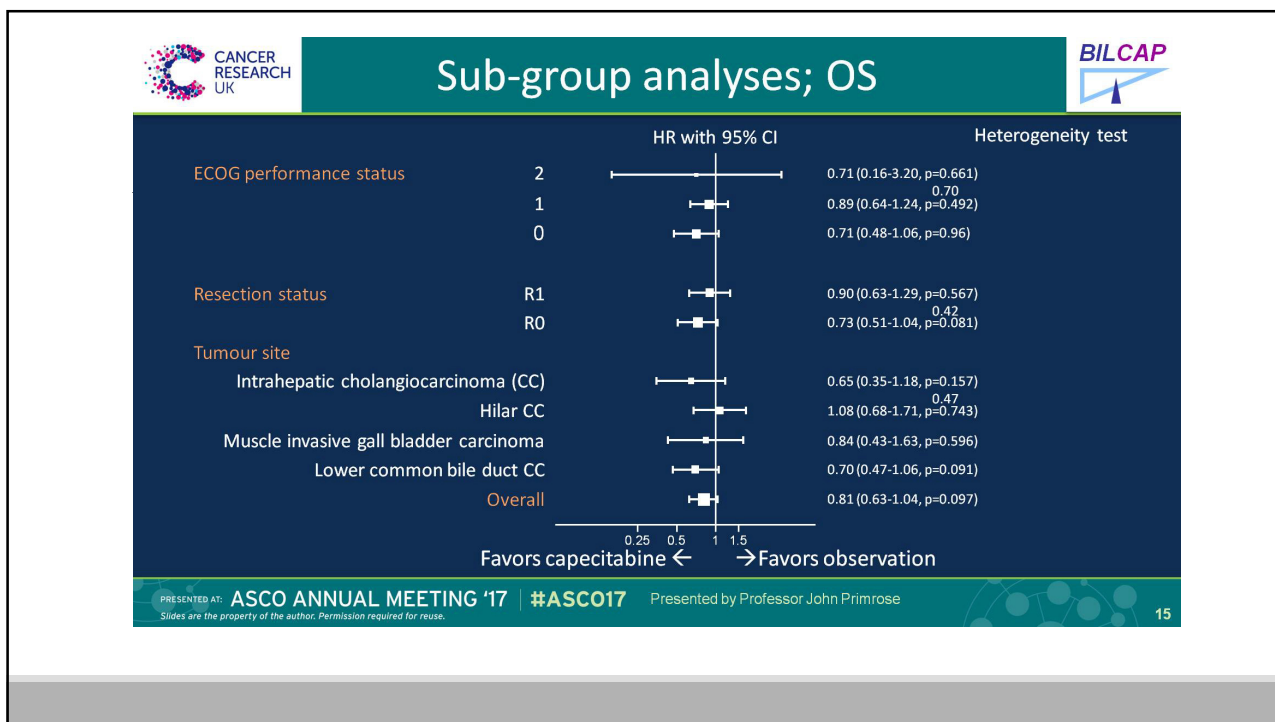 CANCER
RESEARCH
UK
Sub-group analyses; OS
BILCAP
HR with 95% CI
Heterogeneity test
ECOG performance status 2 0.71 (0.16-3.20, p=0.661)
0.70
1 0.89 (0.64-1.24, p=0.492)
0 0.71 (0.48-1.06, p=0.96)
Resection status R1 0.90 (0.63-1.29, p=0.567)
0.42
R0 0.73 (0.51-1.04, p=0.081)
Tumour site
Intrahepatic cholangiocarcinoma (CC) 0.65 (0.35-1.18, p=0.157)
0.47
Hilar CC 1.08 (0.68-1.71, p=0.743)
Muscle invasive gall bladder carcinoma 0.84 (0.43-1.63, p=0.596)
Lower common bile duct CC 0.70 (0.47-1.06, p=0.091)
Overall 0.81 (0.63-1.04, p=0.097)
0.25 0.5 1 1.5
Favors capecitabine ← →Favors observation
PRESENTED AT: ASCO ANNUAL MEETING '17 | #ASCO17 Presented by Professor John Primrose
Slides are the property of the author. Permission required for reuse.
15